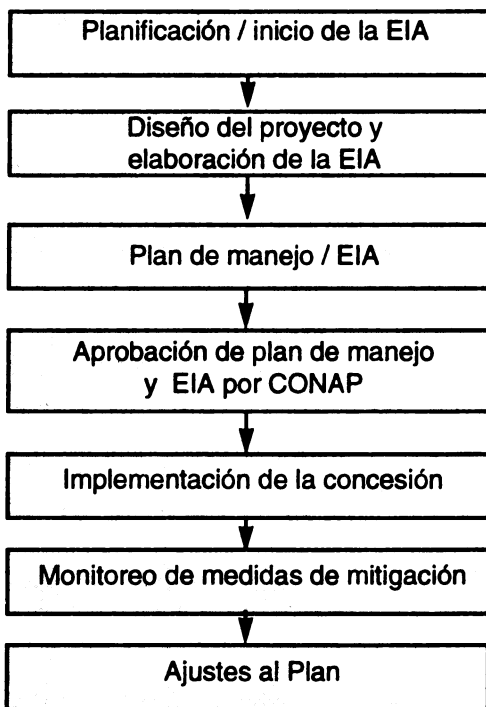 Planificación / inicio de la EIA
Diseño del proyecto y
elaboración de la EIA
Plan de manejo / EIA
Aprobación de plan de manejo
y EIA por CONAP
Implementación de la concesión
Monitoreo de medidas de mitigación
Ajustes al Plan